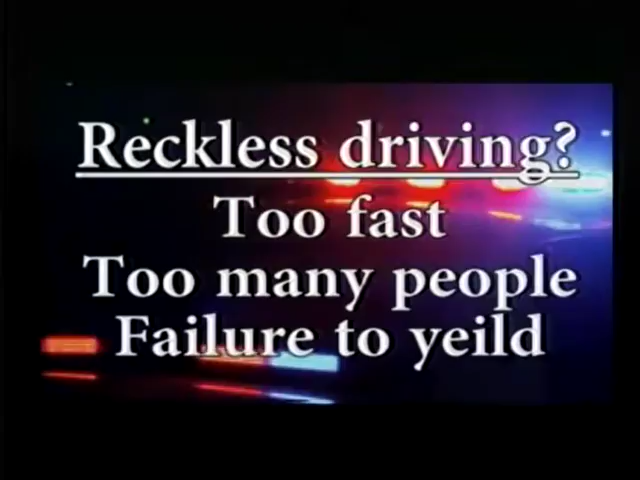 Reckless driving?
Too fast
Too many people
Failure to yeild